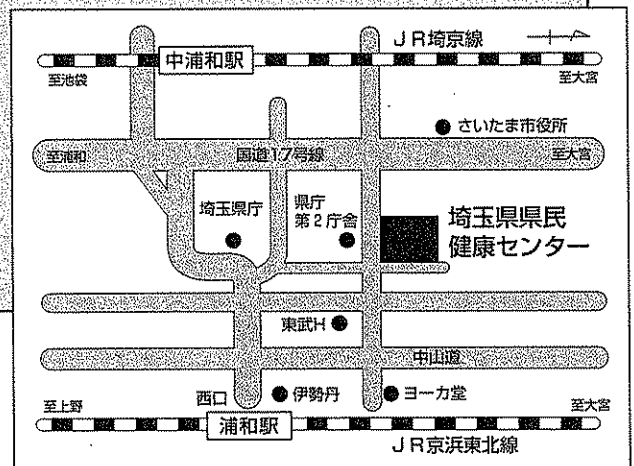 JR埼京線
中浦和駅
至池袋
至大宮
さいたま市役所
至浦和
国道17号線
至大宮
埼玉県庁
県庁
第2庁舎
埼玉県県民
健康センター
東武H
中山道
西口
伊勢丹
ヨーカ堂
至上野
至大宮
浦和駅
JR京浜東北線